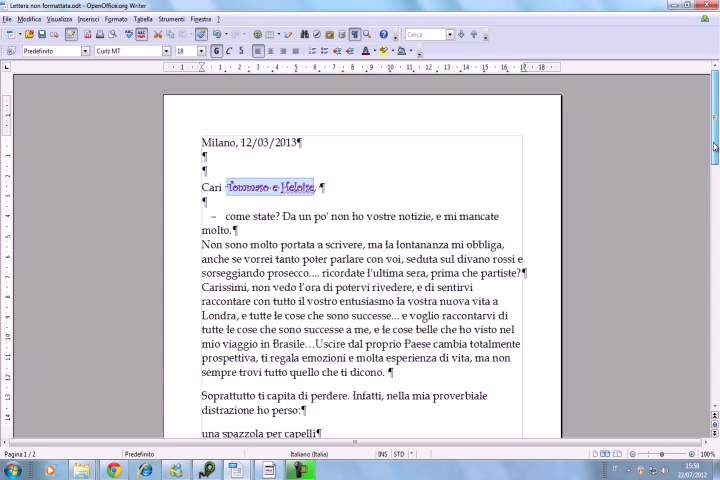 Lettera non formattata.odt - OpenOffice.org Writer
File Modifica Visualizza Inserisci Formato Tabella Strumenti Finestra ?
Cerca
Predefinito Curlz MT 18 G C S
Milano, 12/03/2013¶
¶
¶
Cari Tommaso e Heloise, ¶
¶
→ come state? Da un po' non ho vostre notizie, e mi mancate
molto.¶
Non sono molto portata a scrivere, ma la lontananza mi obbliga,
anche se vorrei tanto poter parlare con voi, seduta sul divano rossi e
sorseggiando prosecco.... ricordate l'ultima sera, prima che partiste?¶
Carissimi, non vedo l'ora di potervi rivedere, e di sentirvi
raccontare con tutto il vostro entusiasmo la vostra nuova vita a
Londra, e tutte le cose che sono successe... e voglio raccontarvi di
tutte le cose che sono successe a me, e le cose belle che ho visto nel
mio viaggio in Brasile…Uscire dal proprio Paese cambia totalmente
prospettiva, ti regala emozioni e molta esperienza di vita, ma non
sempre trovi tutto quello che ti dicono. ¶
Soprattutto ti capita di perdere. Infatti, nella mia proverbiale
distrazione ho perso:¶
una spazzola per capelli¶
Pagina 1 / 2 Predefinito Italiano (Italia) INS STD * 100%
IT 15:58
22/07/2012